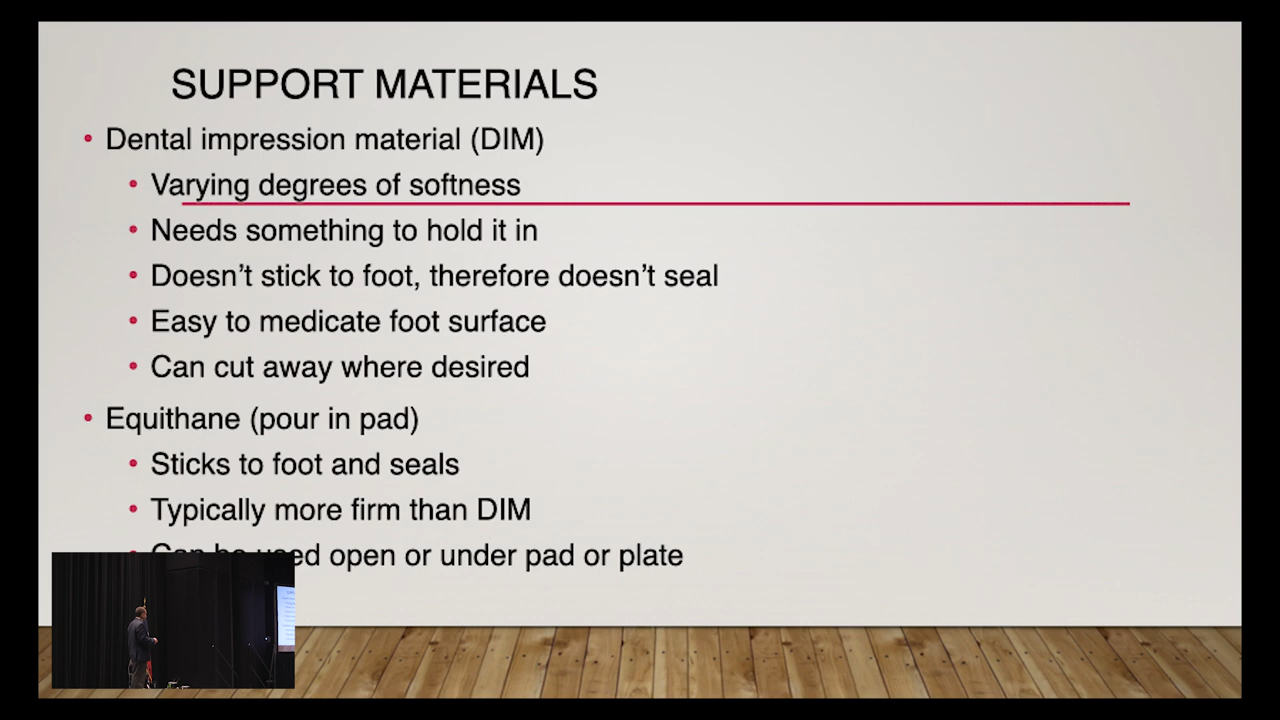 SUPPORT MATERIALS
• Dental impression material (DIM)
• Varying degrees of softness
• Needs something to hold it in
• Doesn’t stick to foot, therefore doesn’t seal
• Easy to medicate foot surface
• Can cut away where desired
• Equithane (pour in pad)
• Sticks to foot and seals
• Typically more firm than DIM
• Can be used open or under pad or plate